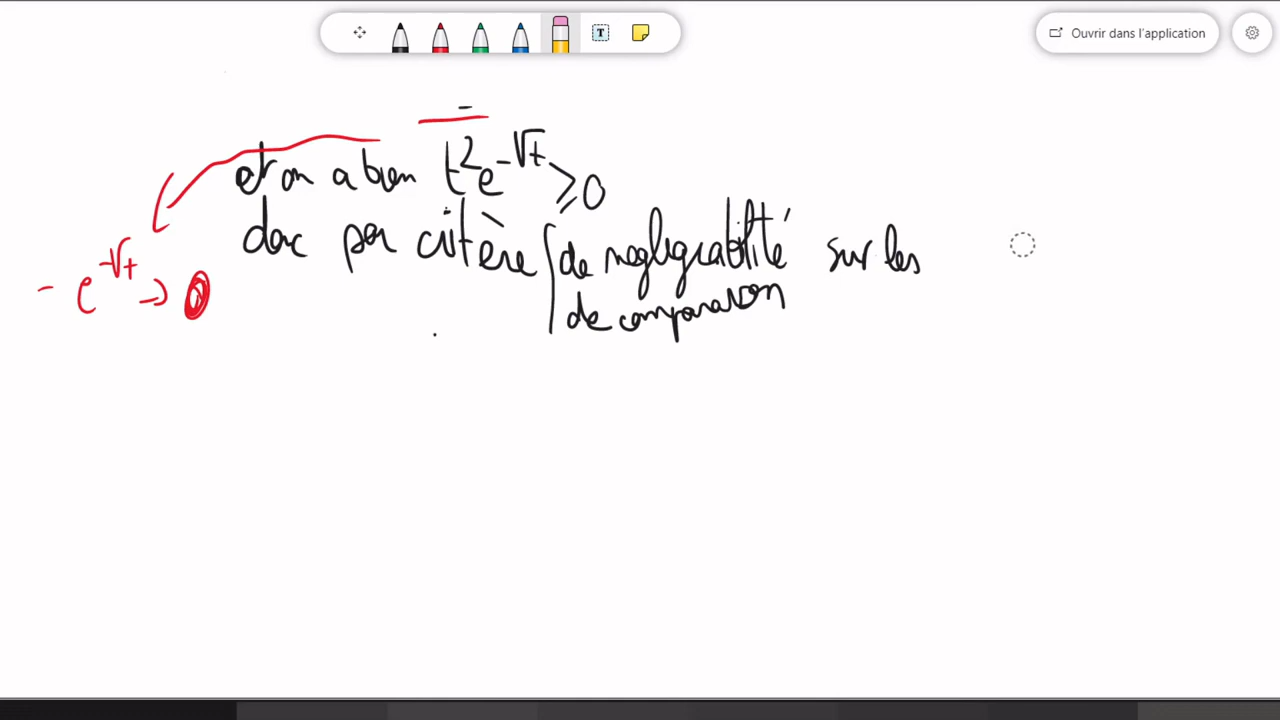 Ouvrir dans l'application
et on a bien t²e^-√t ≥ 0
donc par critère de négligeabilité sur les
de comparaison
- e^-√t → 0